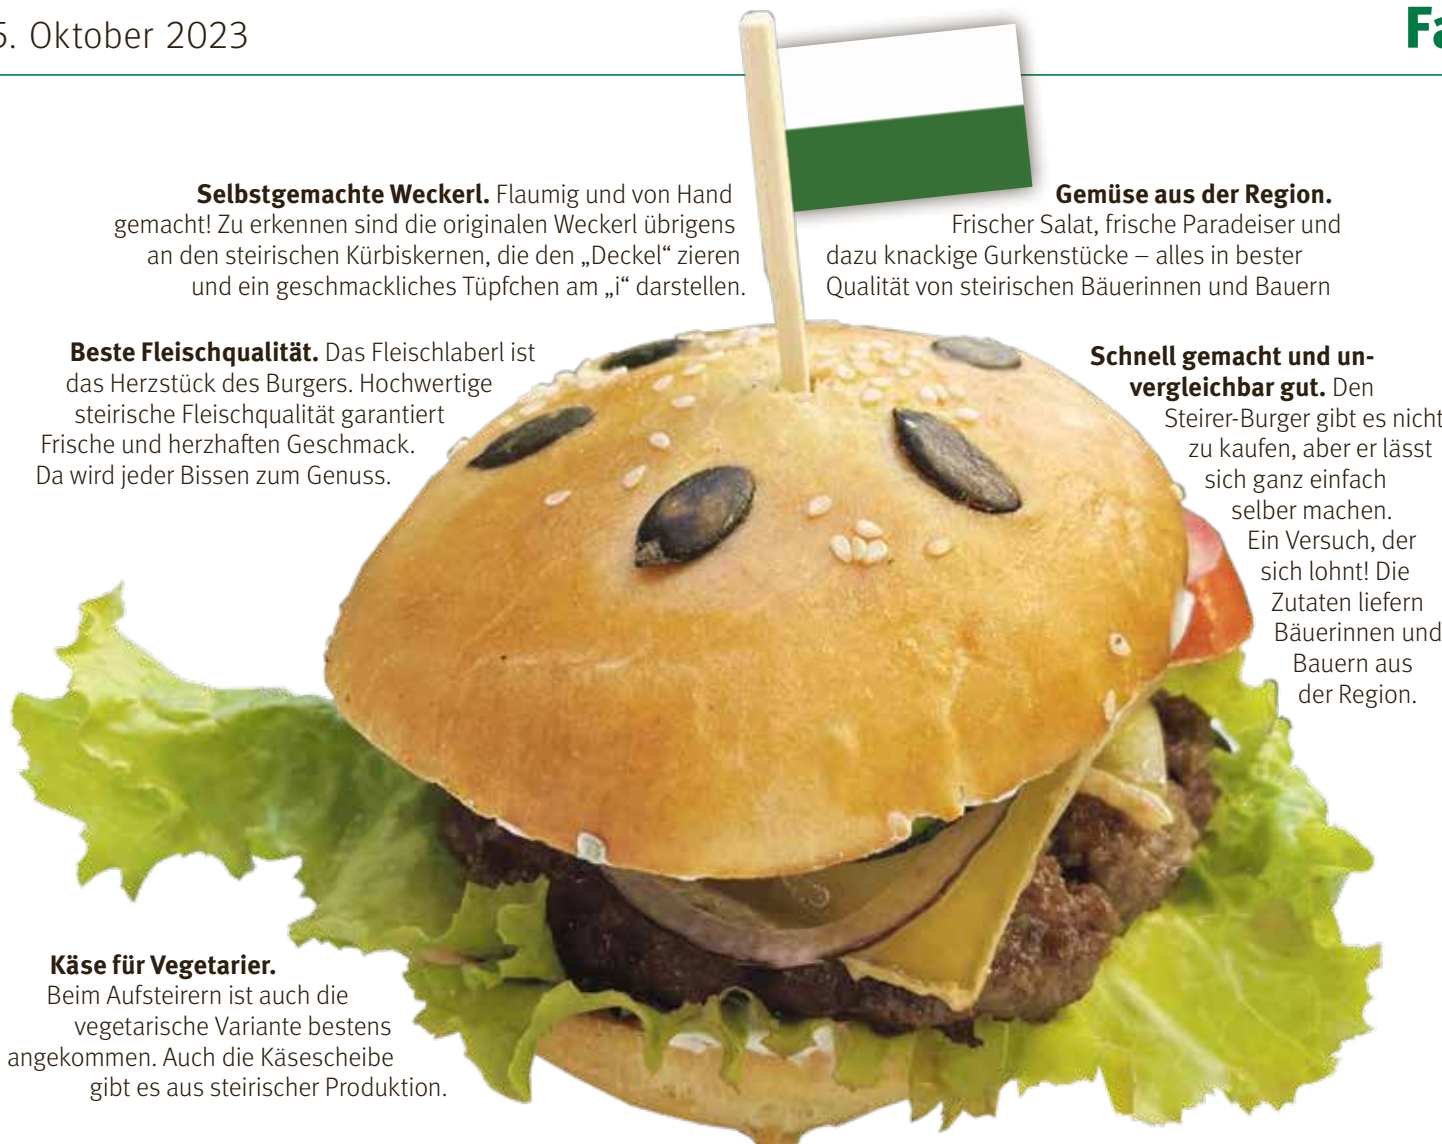 5. Oktober 2023
Fa
Selbstgemachte Weckerl. Flaumig und von Hand
gemacht! Zu erkennen sind die originalen Weckerl übrigens
an den steirischen Kürbiskernen, die den „Deckel“ zieren
und ein geschmackliches Tüpfchen am „i“ darstellen.
Gemüse aus der Region.
Frischer Salat, frische Paradeiser und
dazu knackige Gurkenstücke – alles in bester
Qualität von steirischen Bäuerinnen und Bauern
Beste Fleischqualität. Das Fleischlaberl ist
das Herzstück des Burgers. Hochwertige
steirische Fleischqualität garantiert
Frische und herzhaften Geschmack.
Da wird jeder Bissen zum Genuss.
Schnell gemacht und un-
vergleichbar gut. Den
Steirer-Burger gibt es nicht
zu kaufen, aber er lässt
sich ganz einfach
selber machen.
Ein Versuch, der
sich lohnt! Die
Zutaten liefern
Bäuerinnen und
Bauern aus
der Region.
Käse für Vegetarier.
Beim Aufsteirern ist auch die
vegetarische Variante bestens
angekommen. Auch die Käsescheibe
gibt es aus steirischer Produktion.